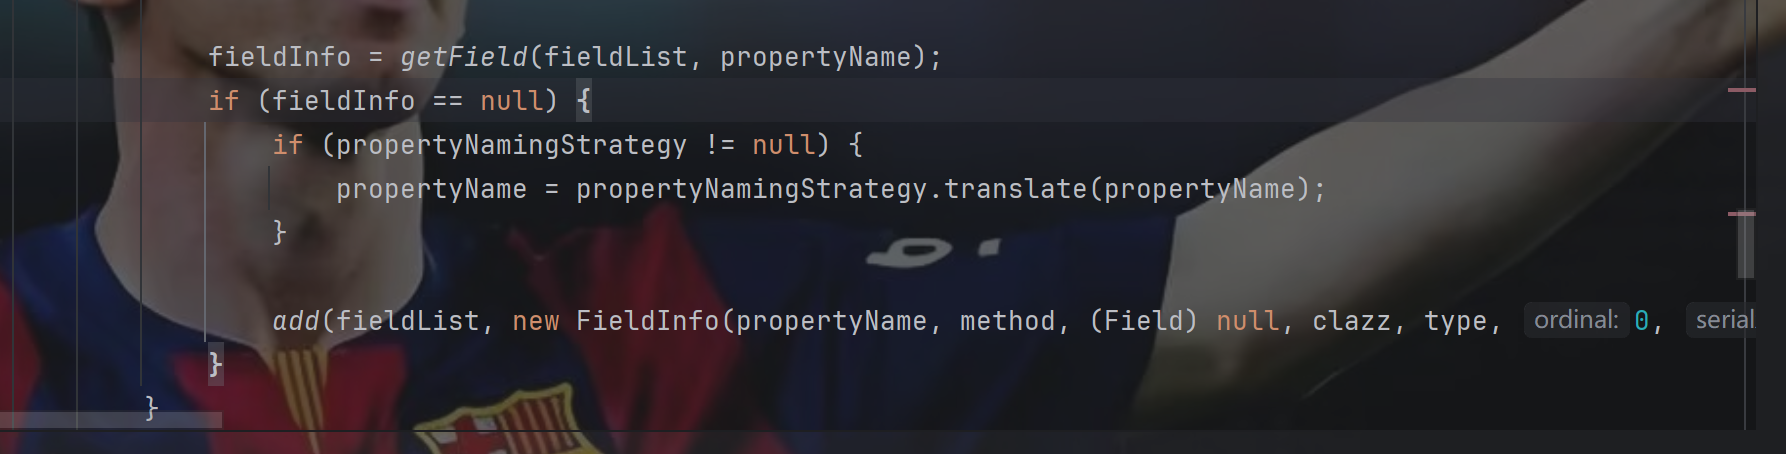 fieldInfo = getField(fieldList, propertyName);
if (fieldInfo == null) {
if (propertyNamingStrategy != null) {
propertyName = propertyNamingStrategy.translate(propertyName);
}
add(fieldList, new FieldInfo(propertyName, method, (Field) null, clazz, type, ordinal: 0, serial
}
}